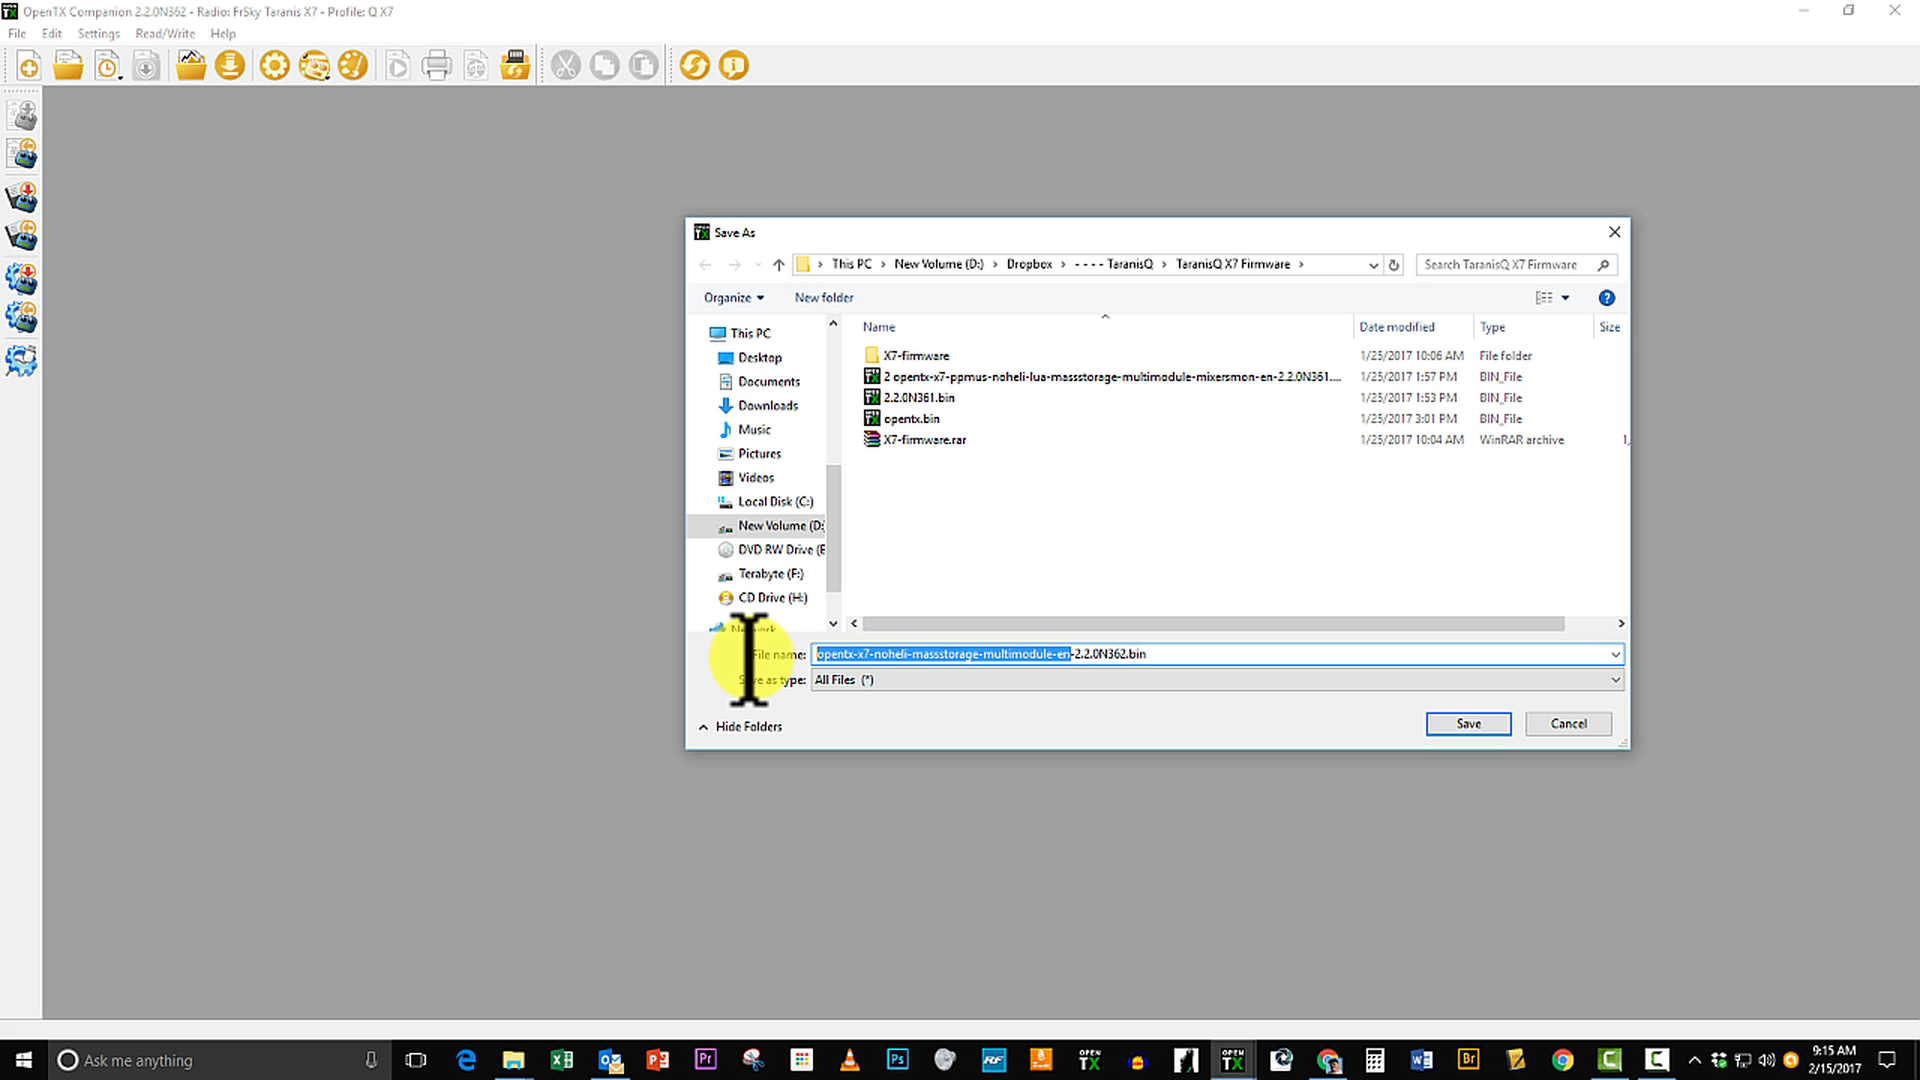 OpenTX Companion 2.2.0N362 - Radio: FrSky Taranis X7 - Profile: Q X7
File Edit Settings Read/Write Help
Save As
This PC › New Volume (D:) › Dropbox › - - - - TaranisQ › TaranisQ X7 Firmware ›
Search TaranisQ X7 Firmware
Organize New folder
Name Date modified Type Size
This PC
Desktop
Documents
Downloads
Music
Pictures
Videos
Local Disk (C:)
New Volume (D:
DVD RW Drive (E
Terabyte (F:)
CD Drive (H:)
Network
X7-firmware 1/25/2017 10:06 AM File folder
2 opentx-x7-ppmus-noheli-lua-massstorage-multimodule-mixersmon-en-2.2.0N361.... 1/25/2017 1:57 PM BIN_File
2.2.0N361.bin 1/25/2017 1:53 PM BIN_File
opentx.bin 1/25/2017 3:01 PM BIN_File
X7-firmware.rar 1/25/2017 10:04 AM WinRAR archive 1,
File name: opentx-x7-noheli-massstorage-multimodule-en-2.2.0N362.bin
Save as type: All Files (*)
Hide Folders
Save Cancel
Ask me anything
9:15 AM
2/15/2017